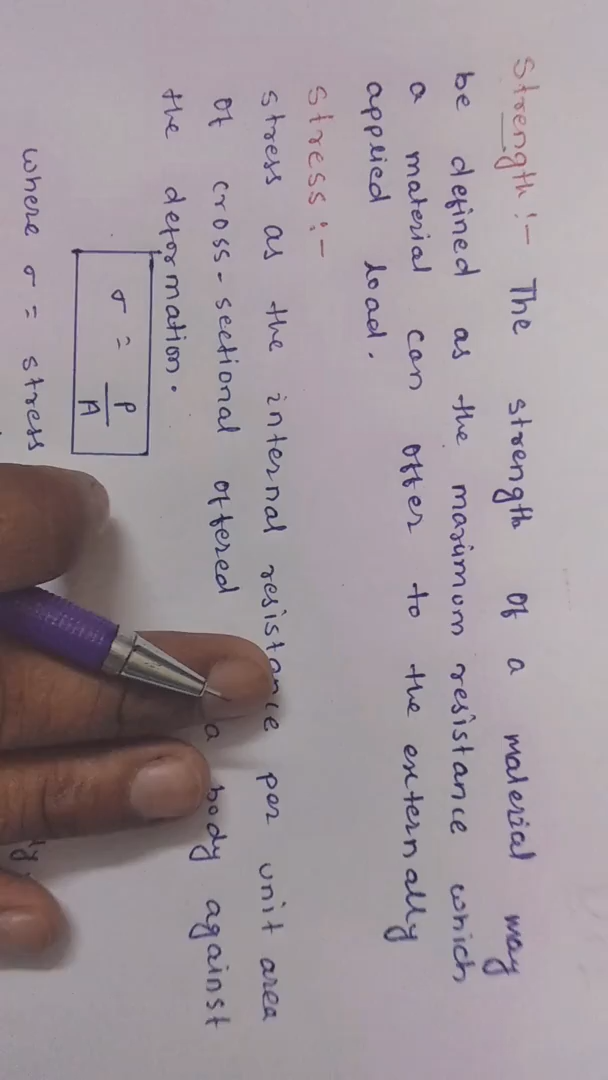 Strength :- The strength of a material may
be defined as the maximum resistance which
a material can offer to the externally
applied load.
Stress :-
Stress as the internal resistance per unit area
of cross-sectional offered a body against
the deformation.
σ = P/A
where σ = stress